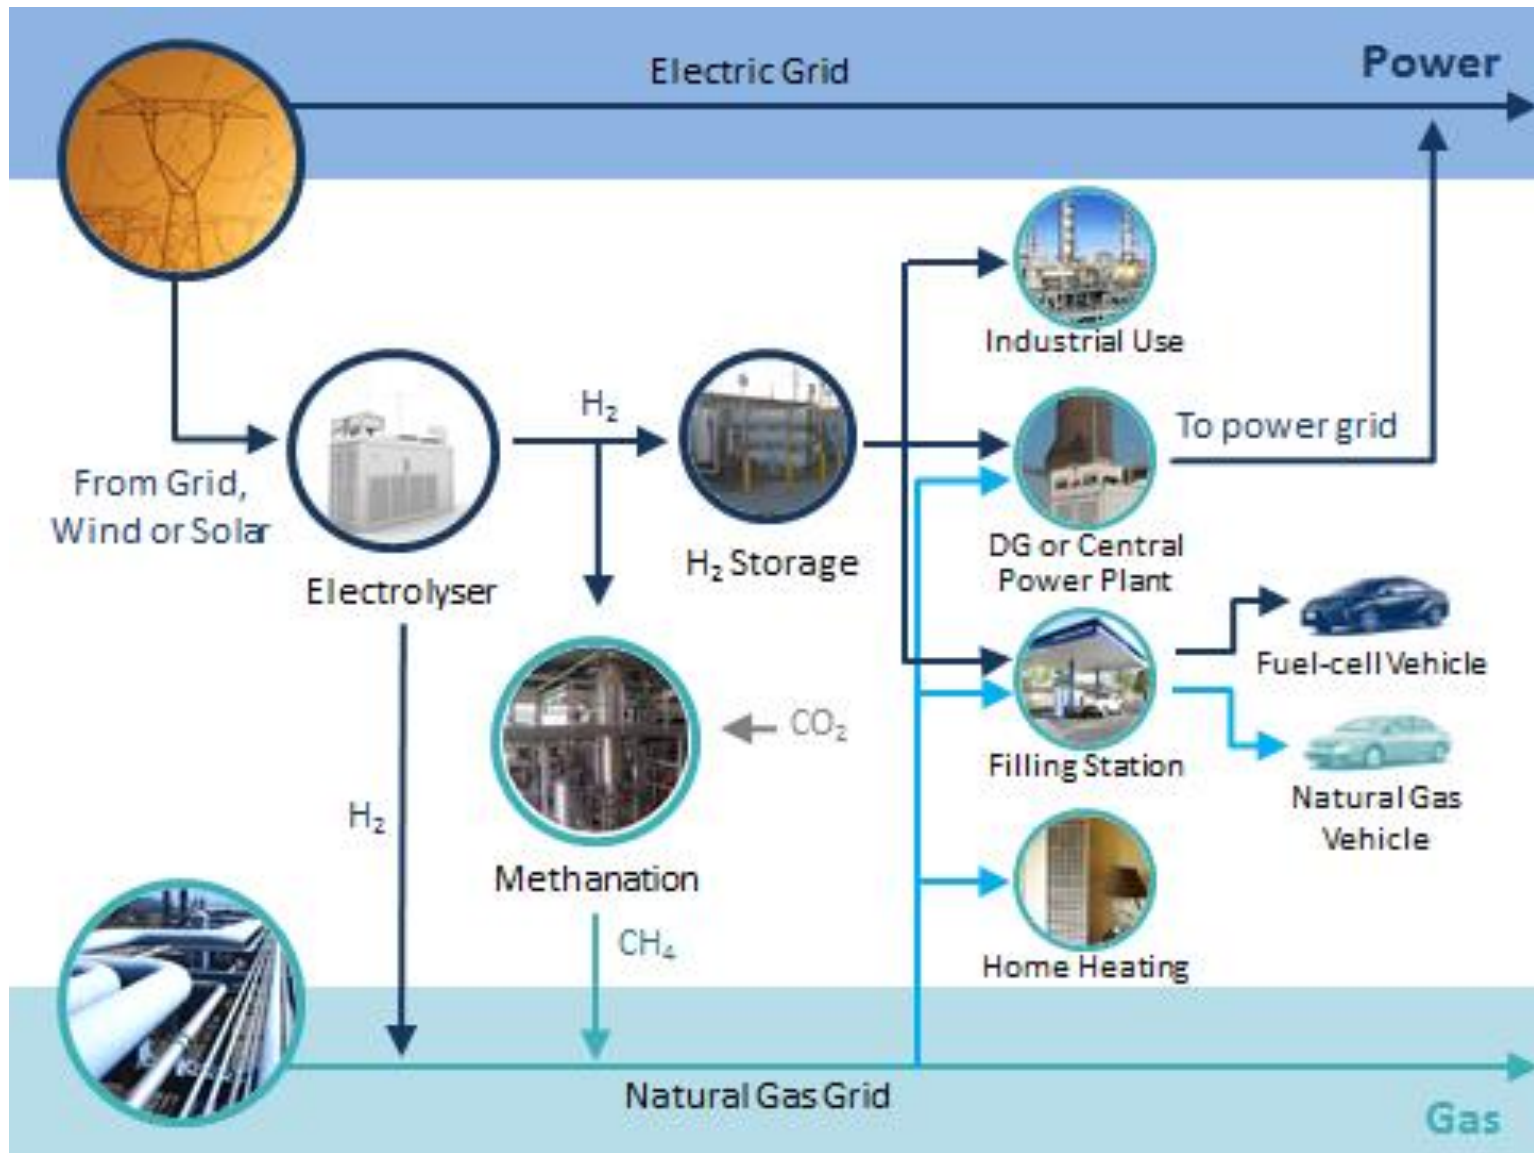 Electric Grid
Power
Industrial Use
To power grid
H₂
From Grid,
Wind or Solar
Electrolyser
H₂ Storage
DG or Central
Power Plant
Fuel-cell Vehicle
CO₂
Filling Station
Natural Gas
Vehicle
H₂
Methanation
CH₄
Home Heating
Natural Gas Grid
Gas